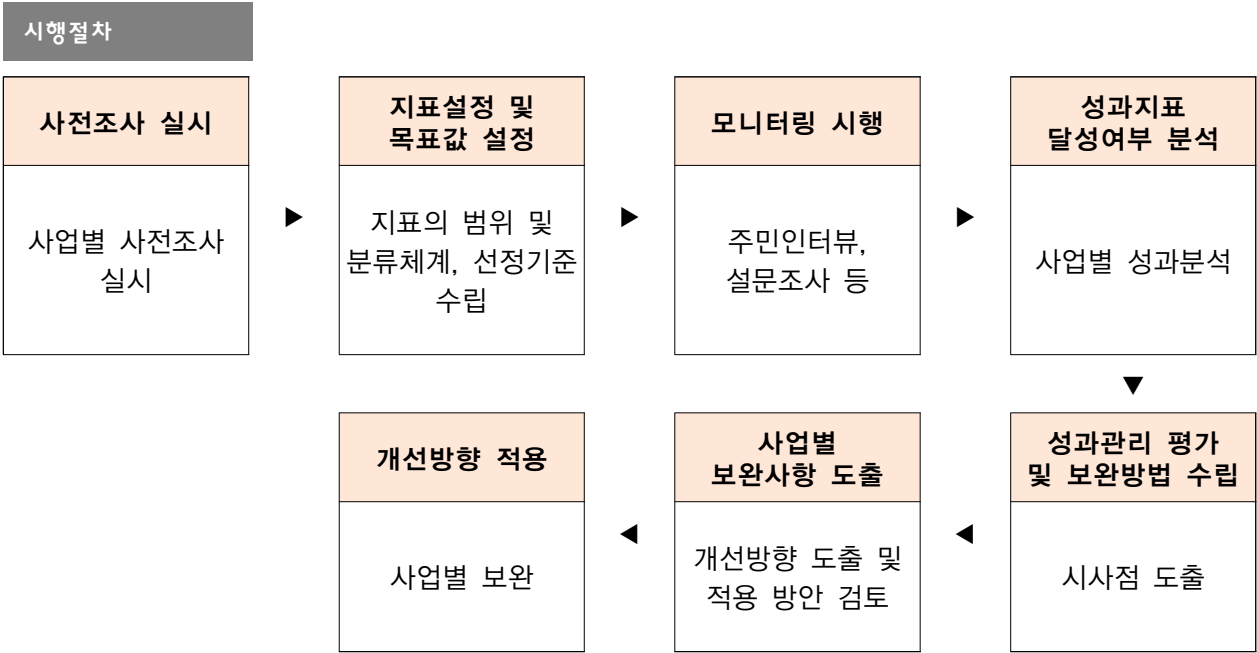 시행절차
사전조사 실시
사업별 사전조사
실시
▶
지표설정 및
목표값 설정
지표의 범위 및
분류체계, 선정기준
수립
▶
모니터링 시행
주민인터뷰,
설문조사 등
▶
성과지표
달성여부 분석
사업별 성과분석
▼
성과관리 평가
및 보완방법 수립
시사점 도출
◀
사업별
보완사항 도출
개선방향 도출 및
적용 방안 검토
◀
개선방향 적용
사업별 보완